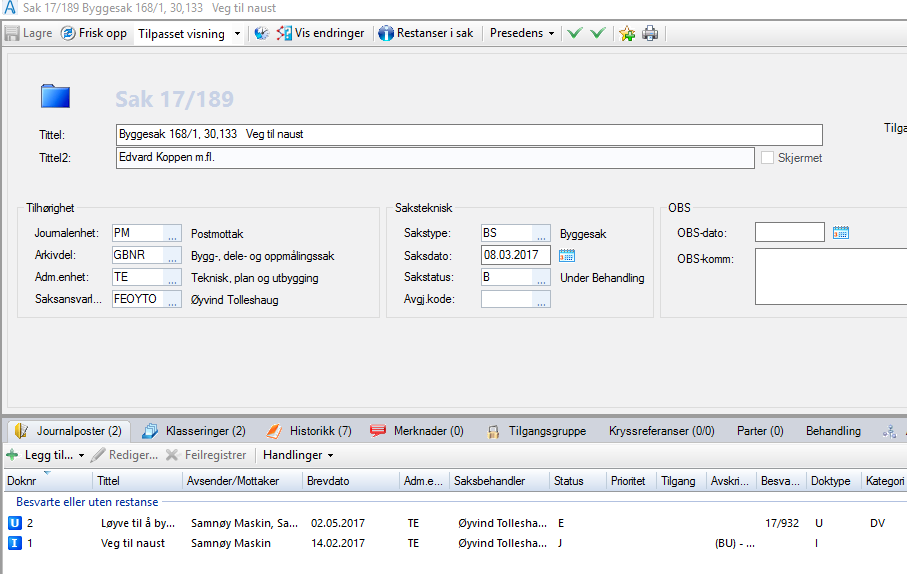 A Sak 17/189 Byggesak 168/1, 30,133 Veg til naust
Lagre Frisk opp Tilpasset visning Vis endringer Restanser i sak Presedens
Sak 17/189
Tittel: Byggesak 168/1, 30,133 Veg til naust
Tittel2: Edvard Koppen m.fl. Skjermet
Tilhørighet
Journalenhet: PM ... Postmottak
Arkivdel: GBNR ... Bygg-, dele- og oppmålingssak
Adm.enhet: TE ... Teknisk, plan og utbygging
Saksansvarl... FEOYTO ... Øyvind Tolleshaug
Saksteknisk
Sakstype: BS ... Byggesak
Saksdato: 08.03.2017
Saksstatus: B ... Under Behandling
Avgj.kode: ...
OBS
OBS-dato:
OBS-komm:
Journalposter (2) Klasseringer (2) Historikk (7) Merknader (0) Tilgangsgruppe Kryssreferanser (0/0) Parter (0) Behandling
Legg til... Rediger... Feilregistrer Handlinger
Doknr Tittel Avsender/Mottaker Brevdato Adm.e... Saksbehandler Status Prioritet Tilgang Avskri... Besva... Doktype Kategori
Besvarte eller uten restanse
U 2 Løyve til å by... Samnøy Maskin, Sa... 02.05.2017 TE Øyvind Tollesha... E 17/932 U DV
I 1 Veg til naust Samnøy Maskin 14.02.2017 TE Øyvind Tollesha... J (BU) - ... I